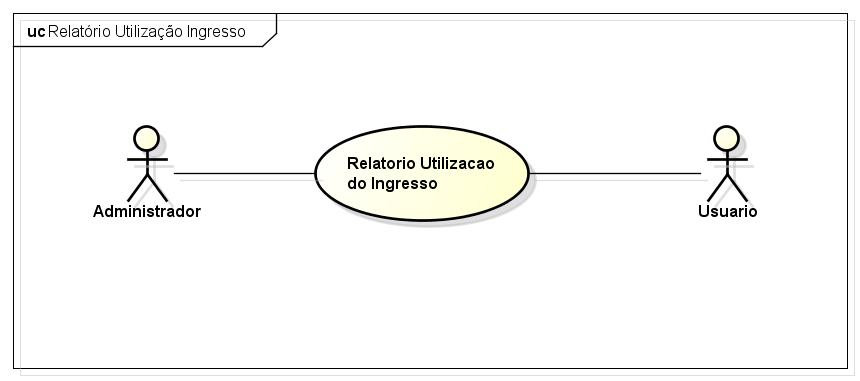 uc Relatório Utilização Ingresso
Relatorio Utilizacao
do Ingresso
Administrador
Usuario